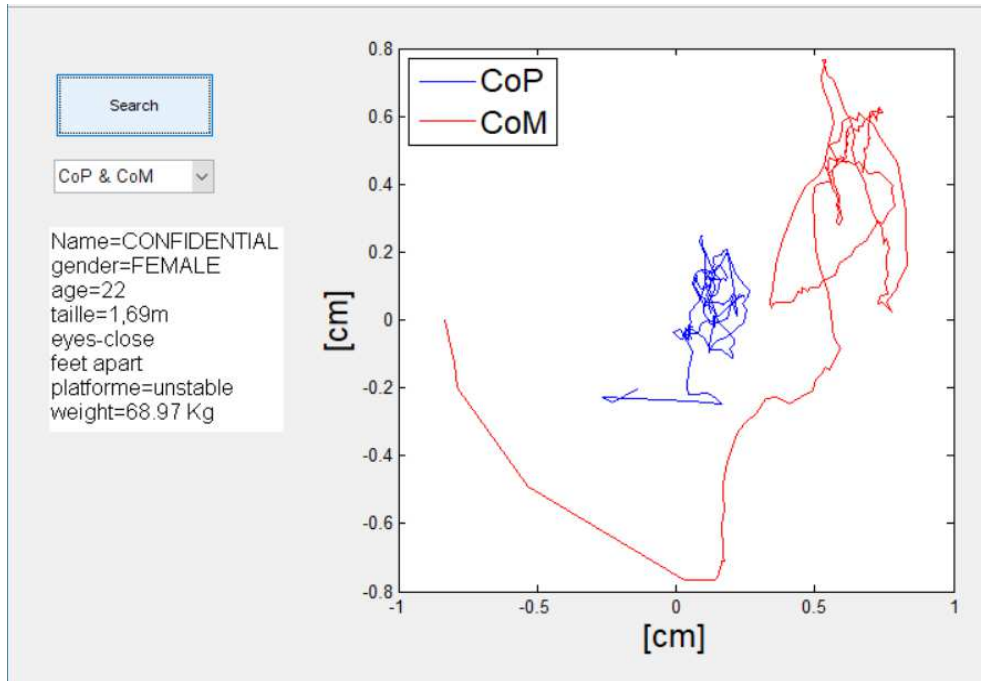 Search
CoP & CoM
Name=CONFIDENTIAL
gender=FEMALE
age=22
taille=1,69m
eyes-close
feet apart
platforme=unstable
weight=68.97 Kg
CoP
CoM
0.8
0.6
0.4
0.2
0
-0.2
-0.4
-0.6
-0.8
[cm]
-1
-0.5
0
0.5
1
[cm]